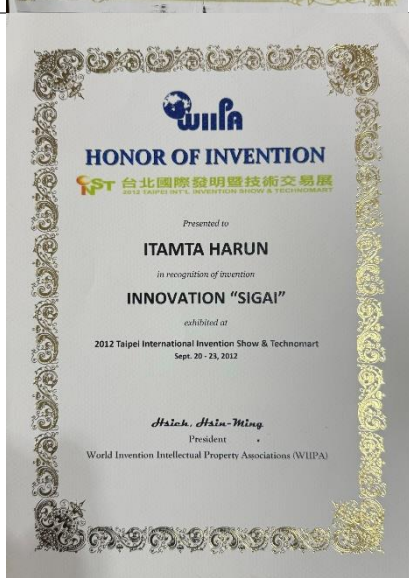 WIIPA
HONOR OF INVENTION
INST 台北國際發明暨技術交易展
2012 TAIPEI INT'L INVENTION SHOW & TECHNOMART
Presented to
ITAMTA HARUN
in recognition of invention
INNOVATION “SIGAI”
exhibited at
2012 Taipei International Invention Show & Technomart
Sept. 20 - 23, 2012
Hsieh, Hsin-Ming
President
World Invention Intellectual Property Associations (WIIPA)